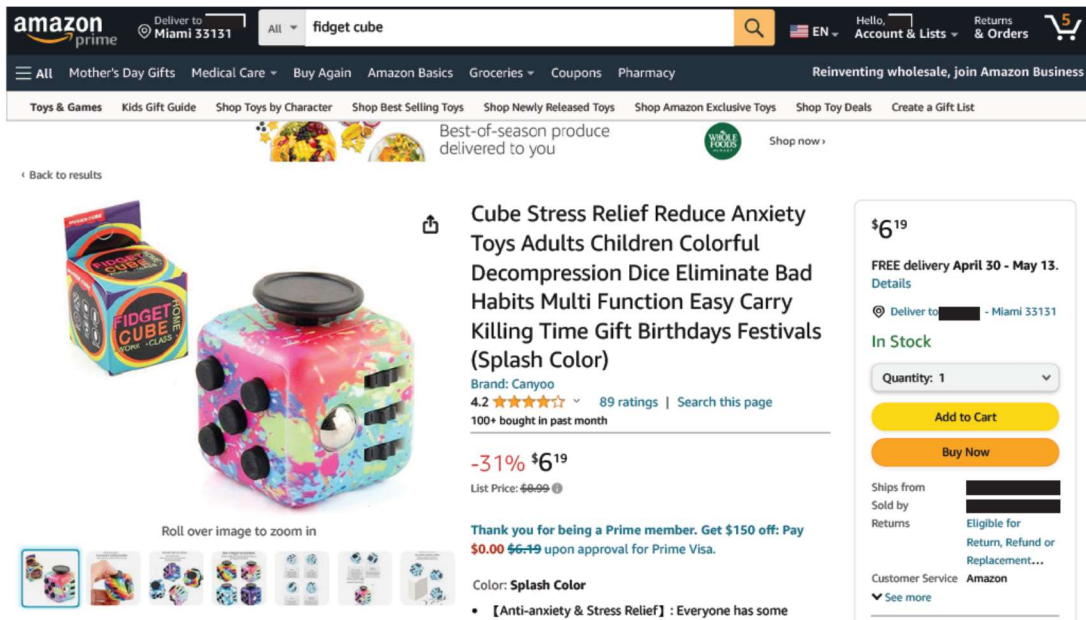 amazon
prime
Deliver to
Miami 33131
All
fidget cube
EN
Hello,
Account & Lists
Returns
& Orders
5
All Mother's Day Gifts Medical Care Buy Again Amazon Basics Groceries Coupons Pharmacy
Reinventing wholesale, join Amazon Business
Toys & Games Kids Gift Guide Shop Toys by Character Shop Best Selling Toys Shop Newly Released Toys Shop Amazon Exclusive Toys Shop Toy Deals Create a Gift List
Best-of-season produce
delivered to you
WHOLE
FOODS
MARKET
Shop now ›
‹ Back to results
FIDGET
CUBE
FIDGET
CUBE
WORK · CLASS
HOME
Roll over image to zoom in
Cube Stress Relief Reduce Anxiety
Toys Adults Children Colorful
Decompression Dice Eliminate Bad
Habits Multi Function Easy Carry
Killing Time Gift Birthdays Festivals
(Splash Color)
Brand: Canyoo
4.2 89 ratings | Search this page
100+ bought in past month
-31% $6 19
List Price: $8.99
Thank you for being a Prime member. Get $150 off: Pay
$0.00 $6.19 upon approval for Prime Visa.
Color: Splash Color
• 【Anti-anxiety & Stress Relief】: Everyone has some
$6 19
FREE delivery April 30 - May 13.
Details
Deliver to - Miami 33131
In Stock
Quantity: 1
Add to Cart
Buy Now
Ships from
Sold by
Returns Eligible for
Return, Refund or
Replacement...
Customer Service Amazon
See more